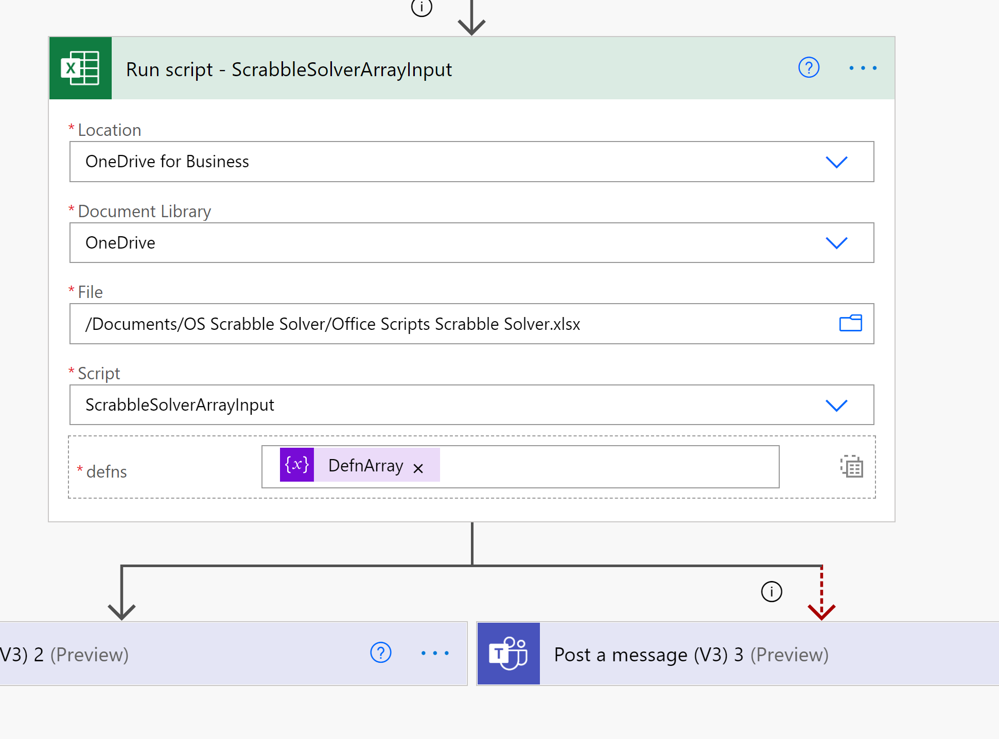 Run script - ScrabbleSolverArrayInput
* Location
OneDrive for Business
* Document Library
OneDrive
* File
/Documents/OS Scrabble Solver/Office Scripts Scrabble Solver.xlsx
* Script
ScrabbleSolverArrayInput
* defns
{x} DefnArray ×
V3) 2 (Preview)
Post a message (V3) 3 (Preview)